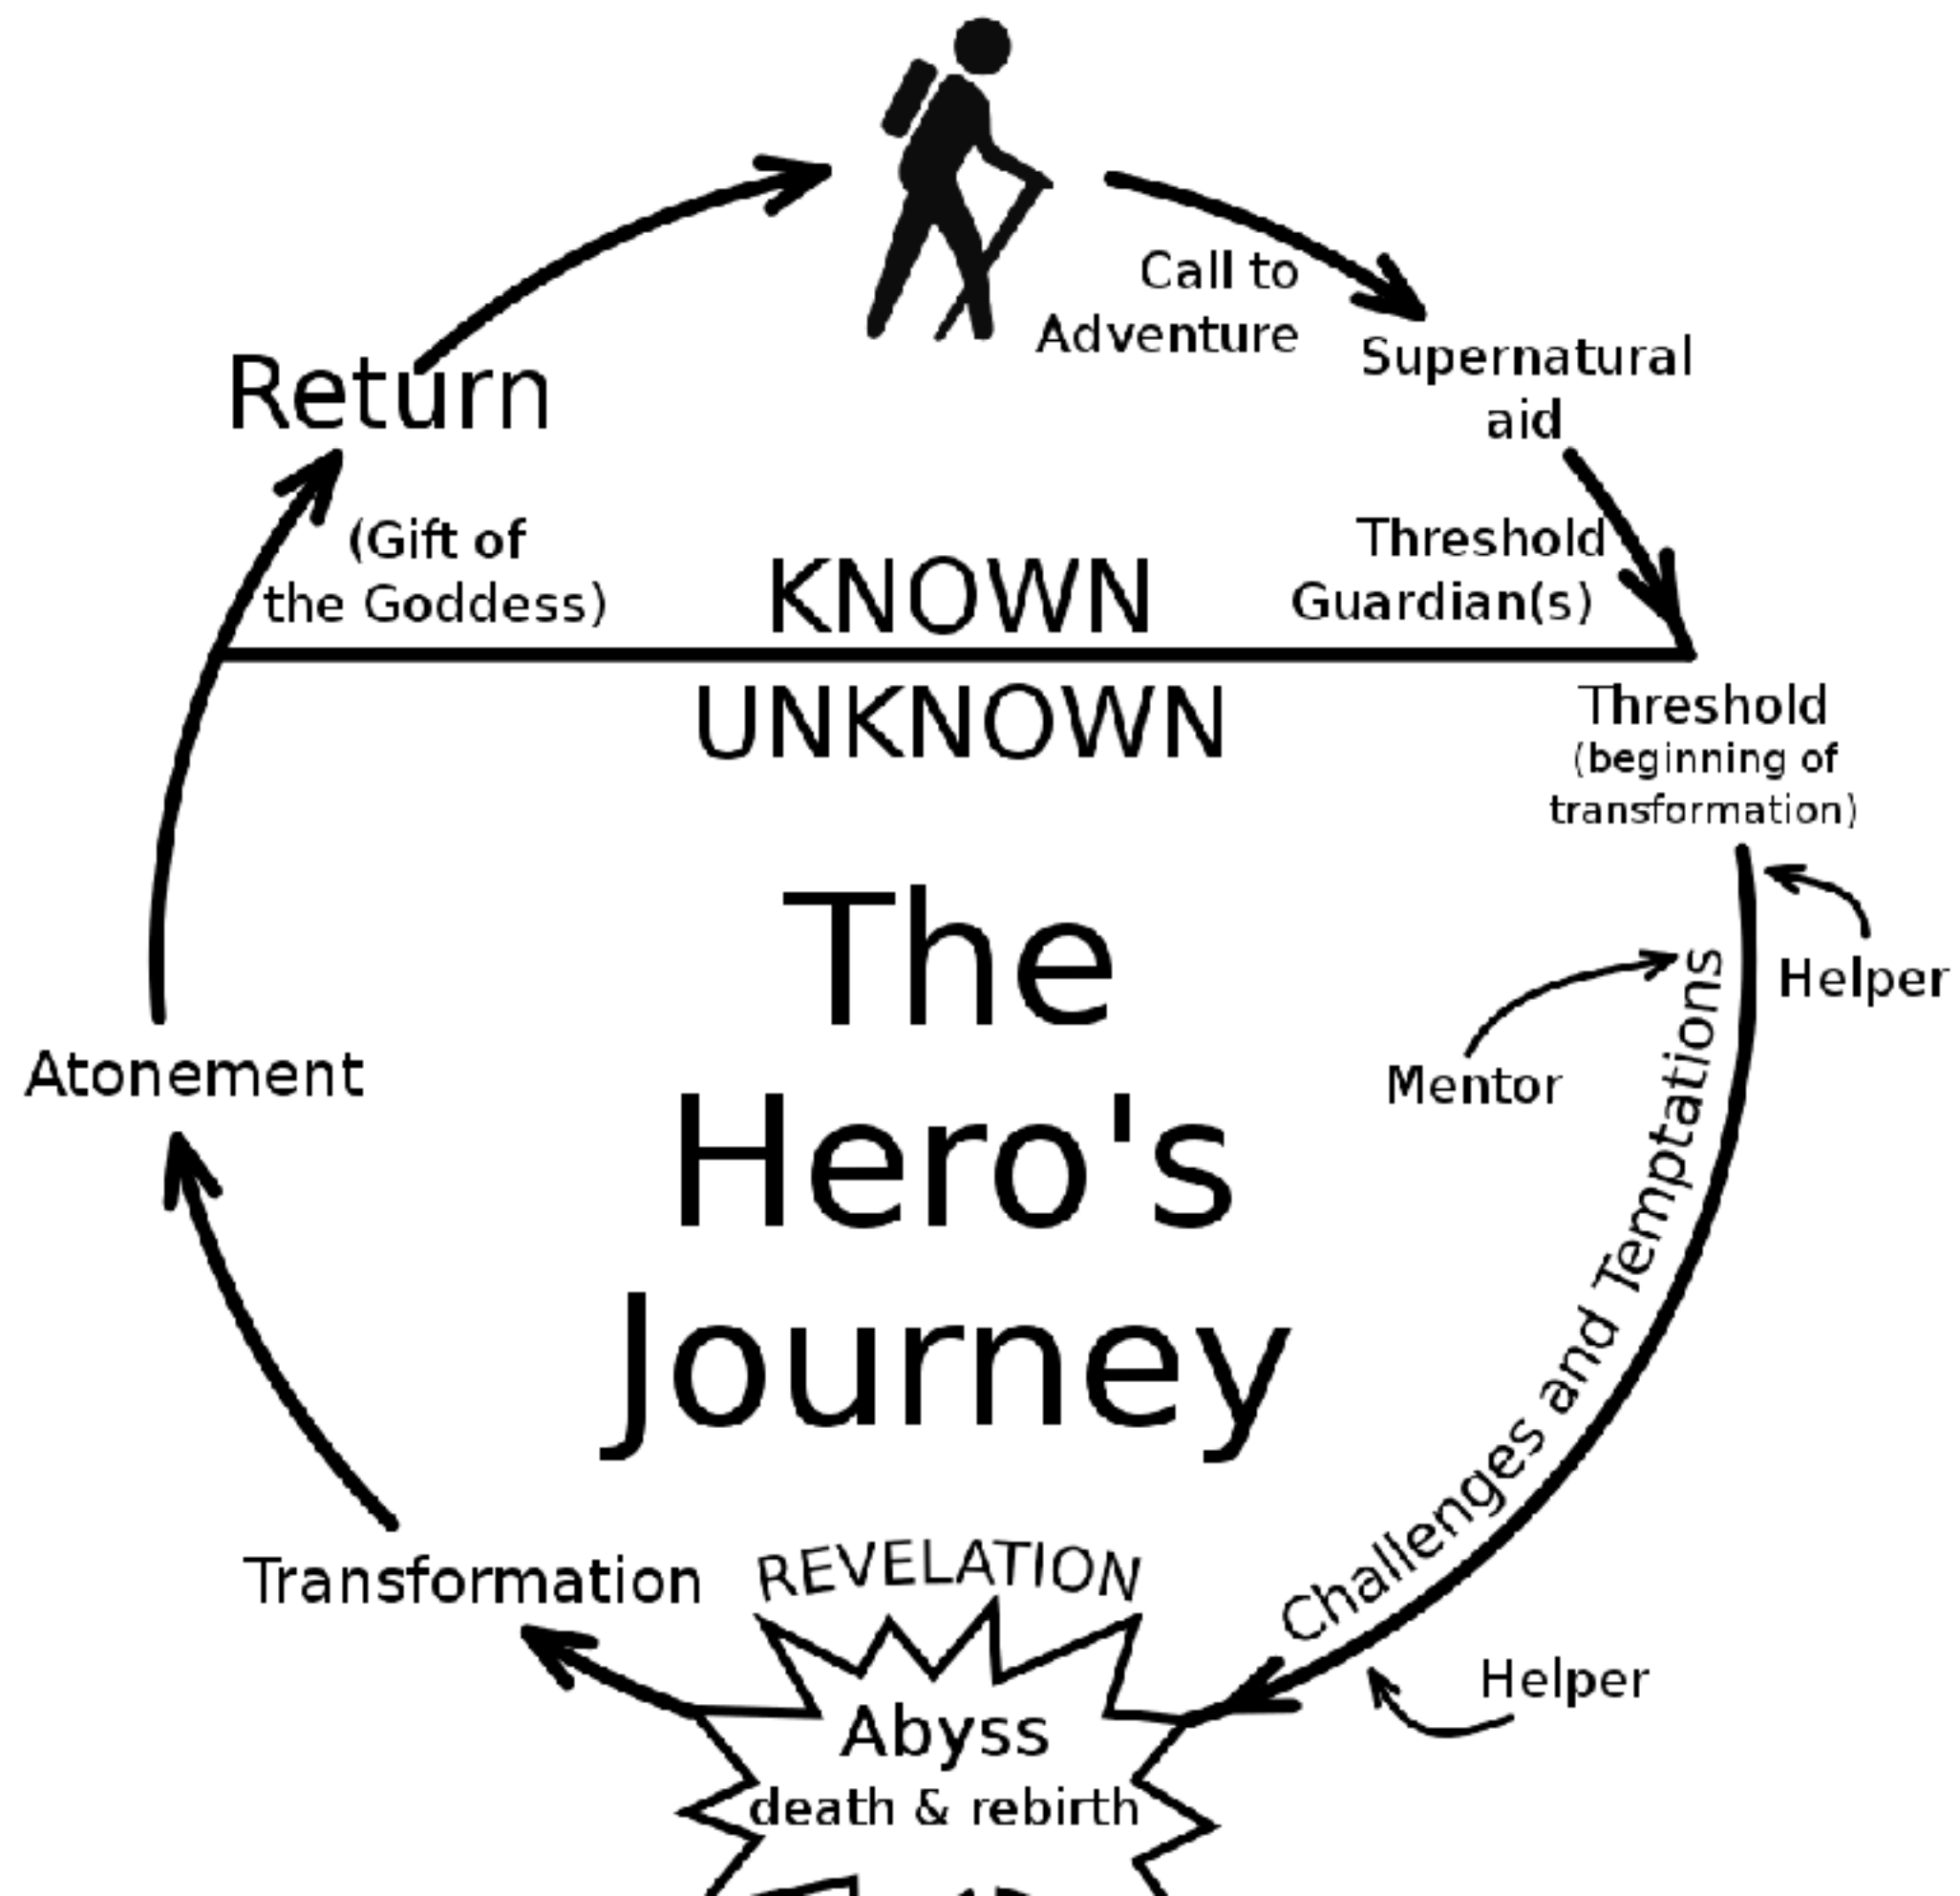 Call to
Adventure
Supernatural
aid
Return
(Gift of
the Goddess)
KNOWN
Threshold
Guardian(s)
UNKNOWN
Threshold
(beginning of
transformation)
The
Hero's
Journey
Helper
Mentor
Challenges and Temptations
Atonement
Transformation
REVELATION
Helper
Abyss
death & rebirth